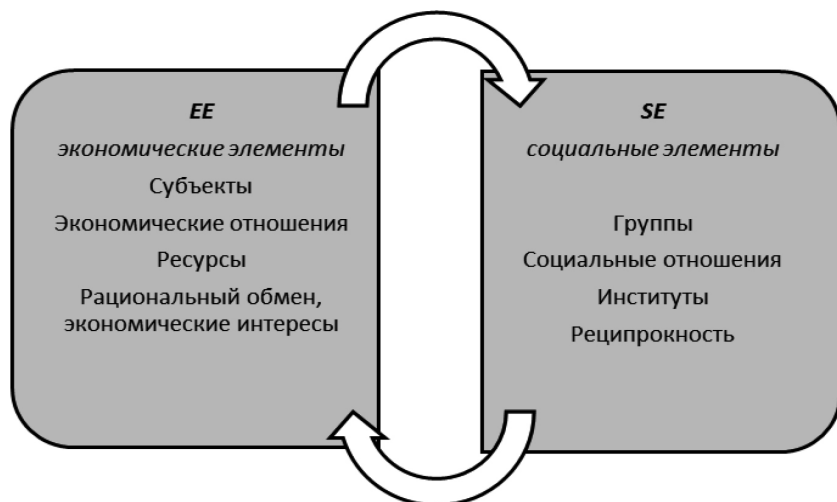 EE
экономические элементы
Субъекты
Экономические отношения
Ресурсы
Рациональный обмен,
экономические интересы
SE
социальные элементы
Группы
Социальные отношения
Институты
Реципрокность